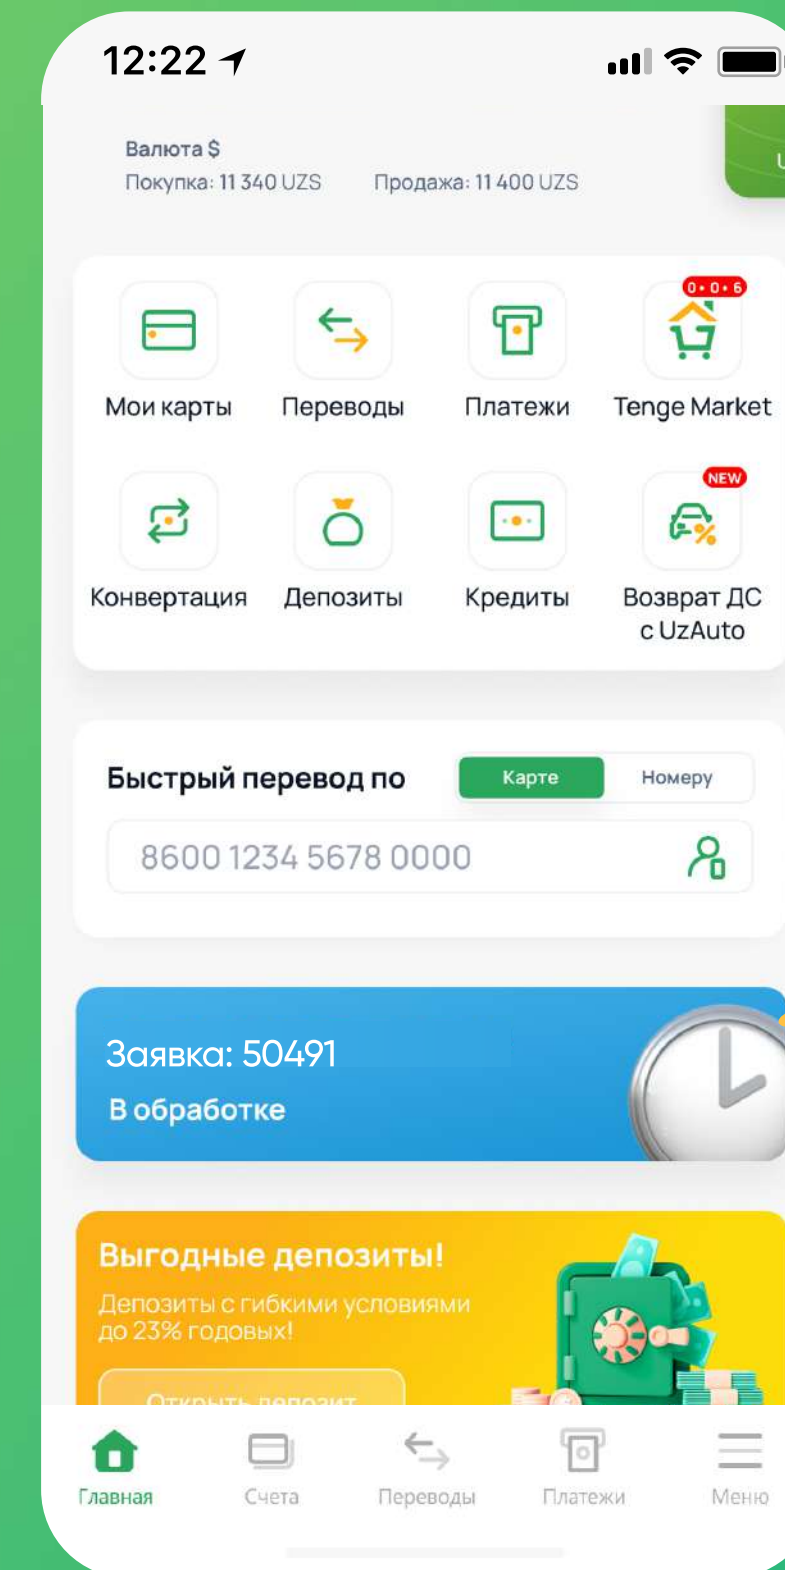 12:22
Валюта $
Покупка: 11 340 UZS Продажа: 11 400 UZS
0 • 0 • 6
Мои карты Переводы Платежи Tenge Market
NEW
Конвертация Депозиты Кредиты Возврат ДС
с UzAuto
Быстрый перевод по Карте Номеру
8600 1234 5678 0000
Заявка: 50491
В обработке
Выгодные депозиты!
Депозиты с гибкими условиями
до 23% годовых!
Открыть депозит
Главная Счета Переводы Платежи Меню